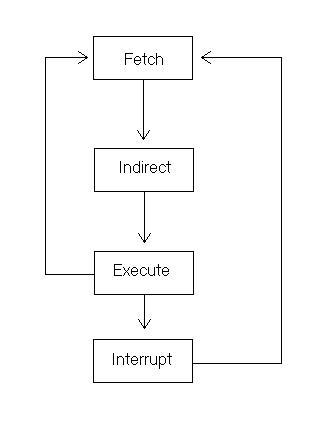 Fetch
Indirect
Execute
Interrupt